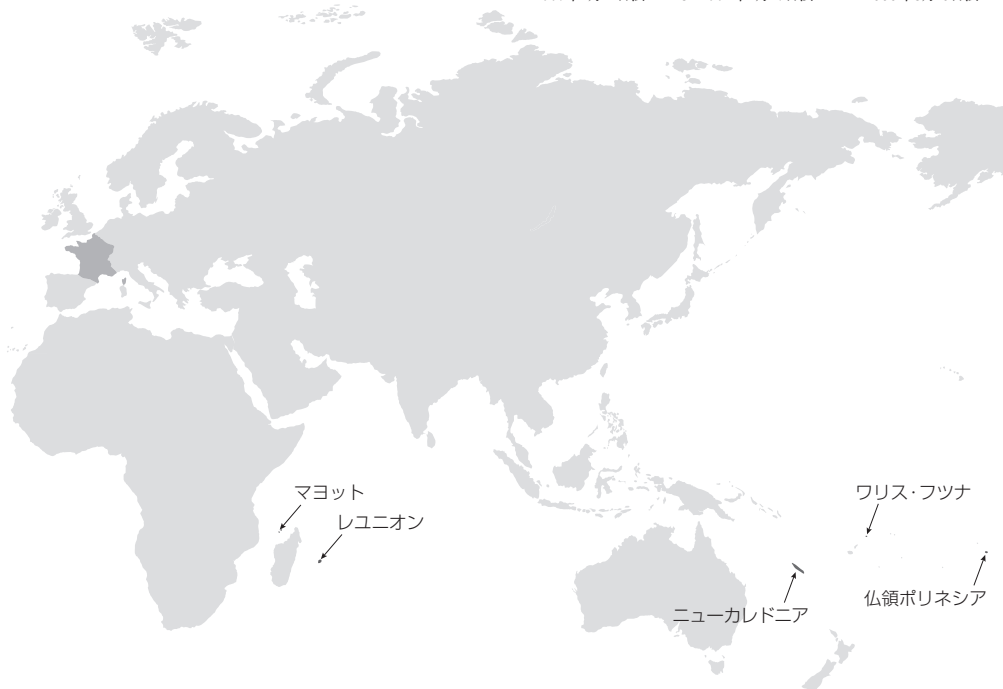 マヨット
レユニオン
ワリス・フツナ
仏領ポリネシア
ニューカレドニア